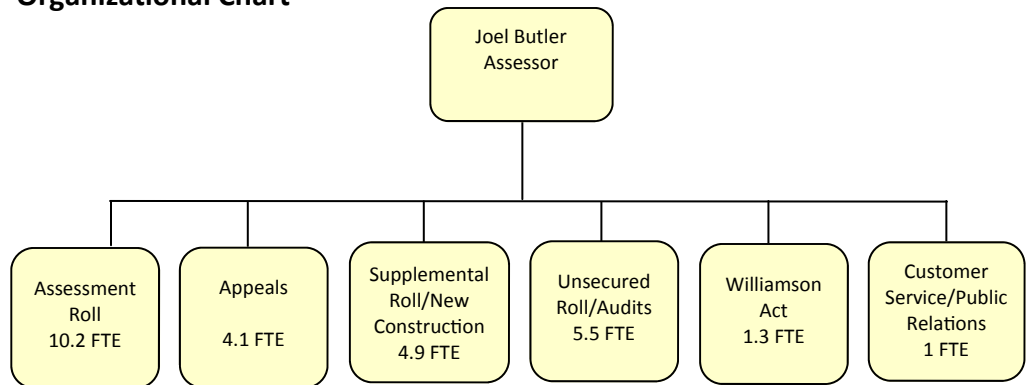 Organizational Chart
Joel Butler
Assessor
Assessment
Roll
10.2 FTE
Appeals
4.1 FTE
Supplemental
Roll/New
Construction
4.9 FTE
Unsecured
Roll/Audits
5.5 FTE
Williamson
Act
1.3 FTE
Customer
Service/Public
Relations
1 FTE